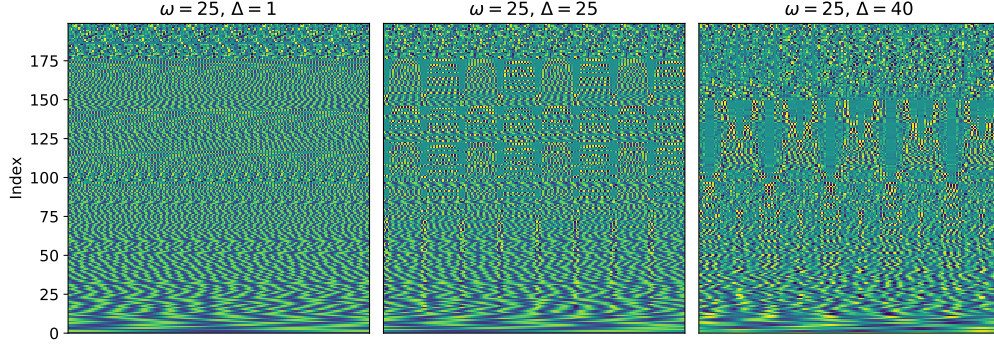 ω = 25, Δ = 1
ω = 25, Δ = 25
ω = 25, Δ = 40
Index
175
150
125
100
75
50
25
0